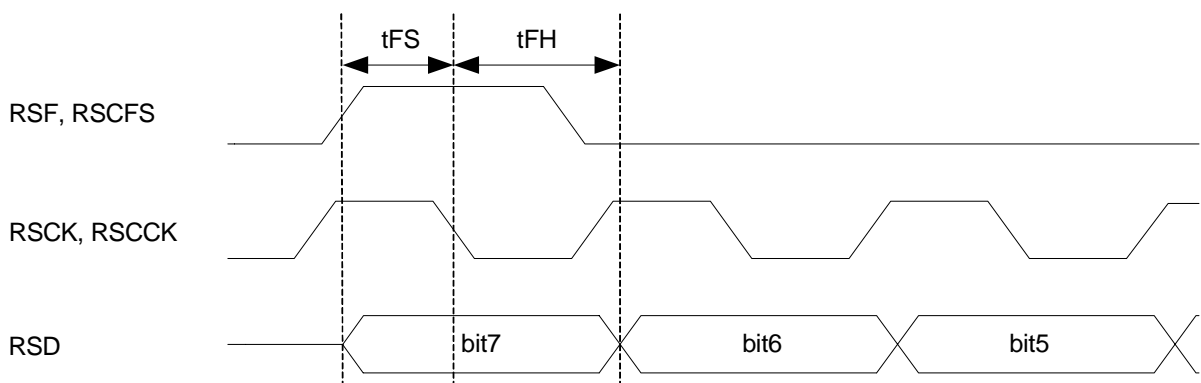 tFS tFH
RSF, RSCFS
RSCK, RSCCK
RSD bit7 bit6 bit5